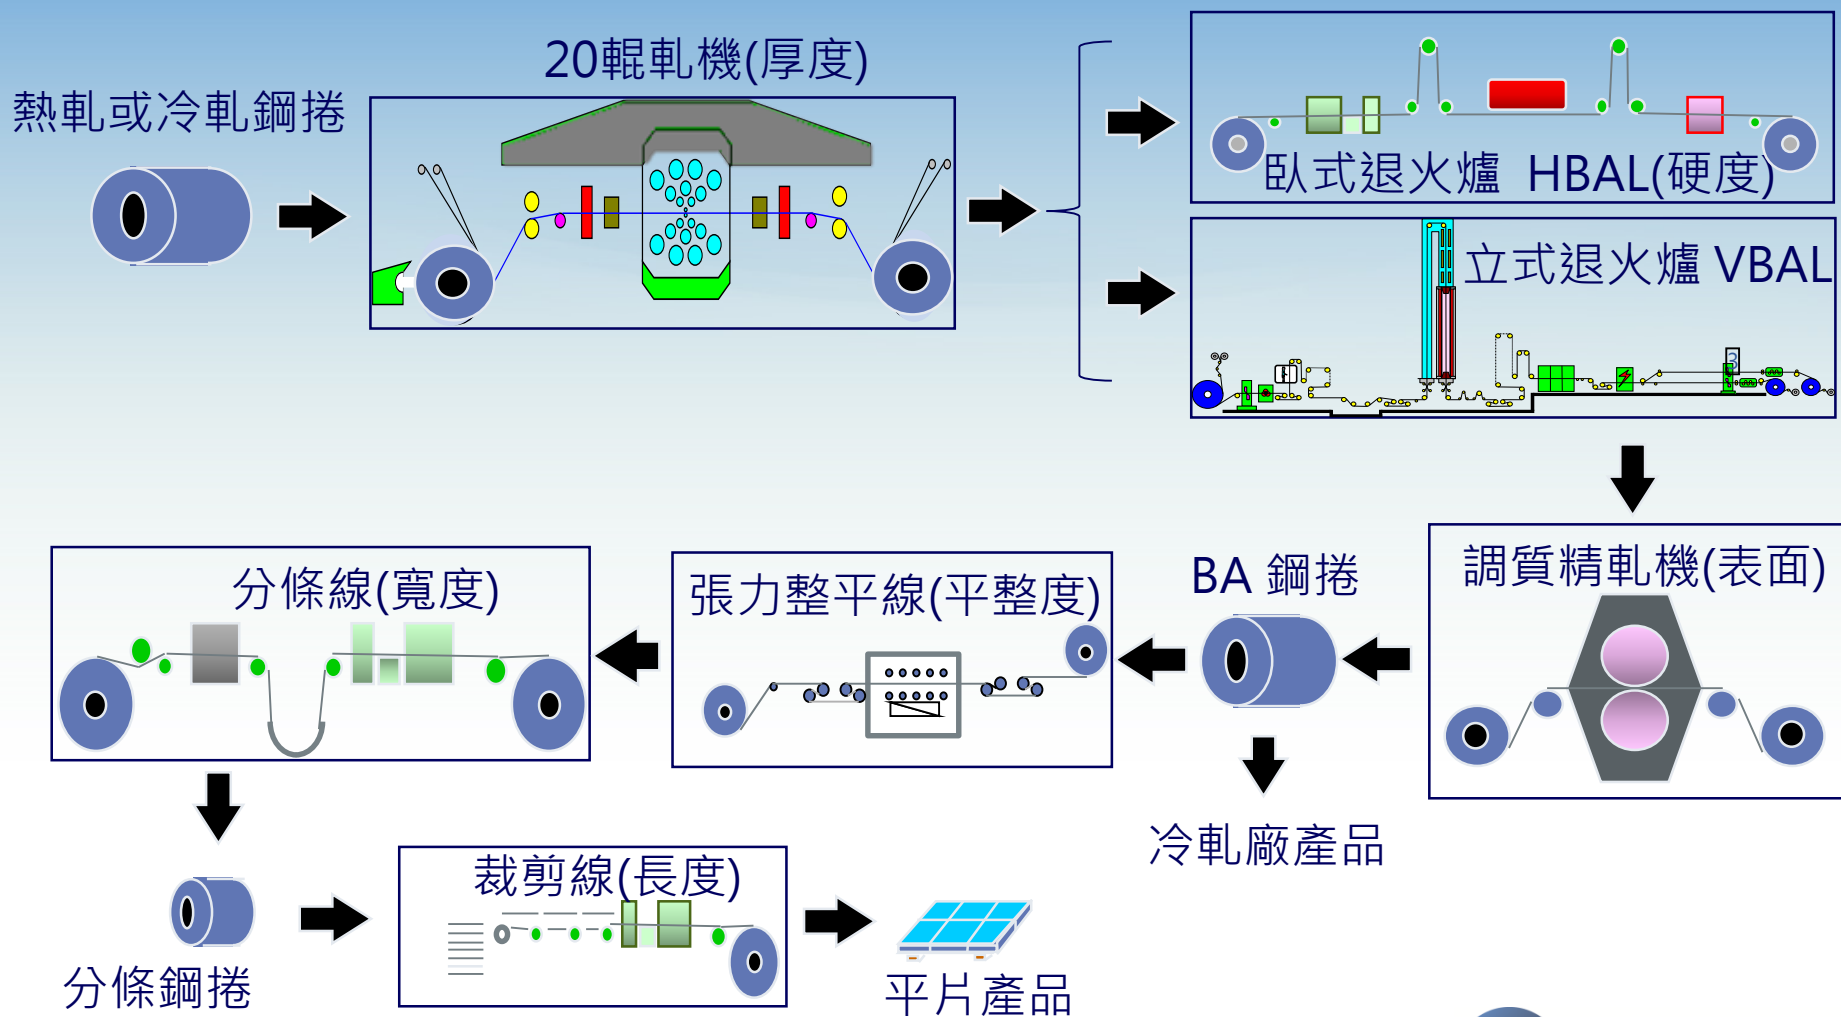 熱軋或冷軋鋼捲
20輥軋機(厚度)
臥式退火爐 HBAL(硬度)
立式退火爐 VBAL
3
調質精軋機(表面)
BA 鋼捲
冷軋廠產品
張力整平線(平整度)
分條線(寬度)
分條鋼捲
裁剪線(長度)
平片產品